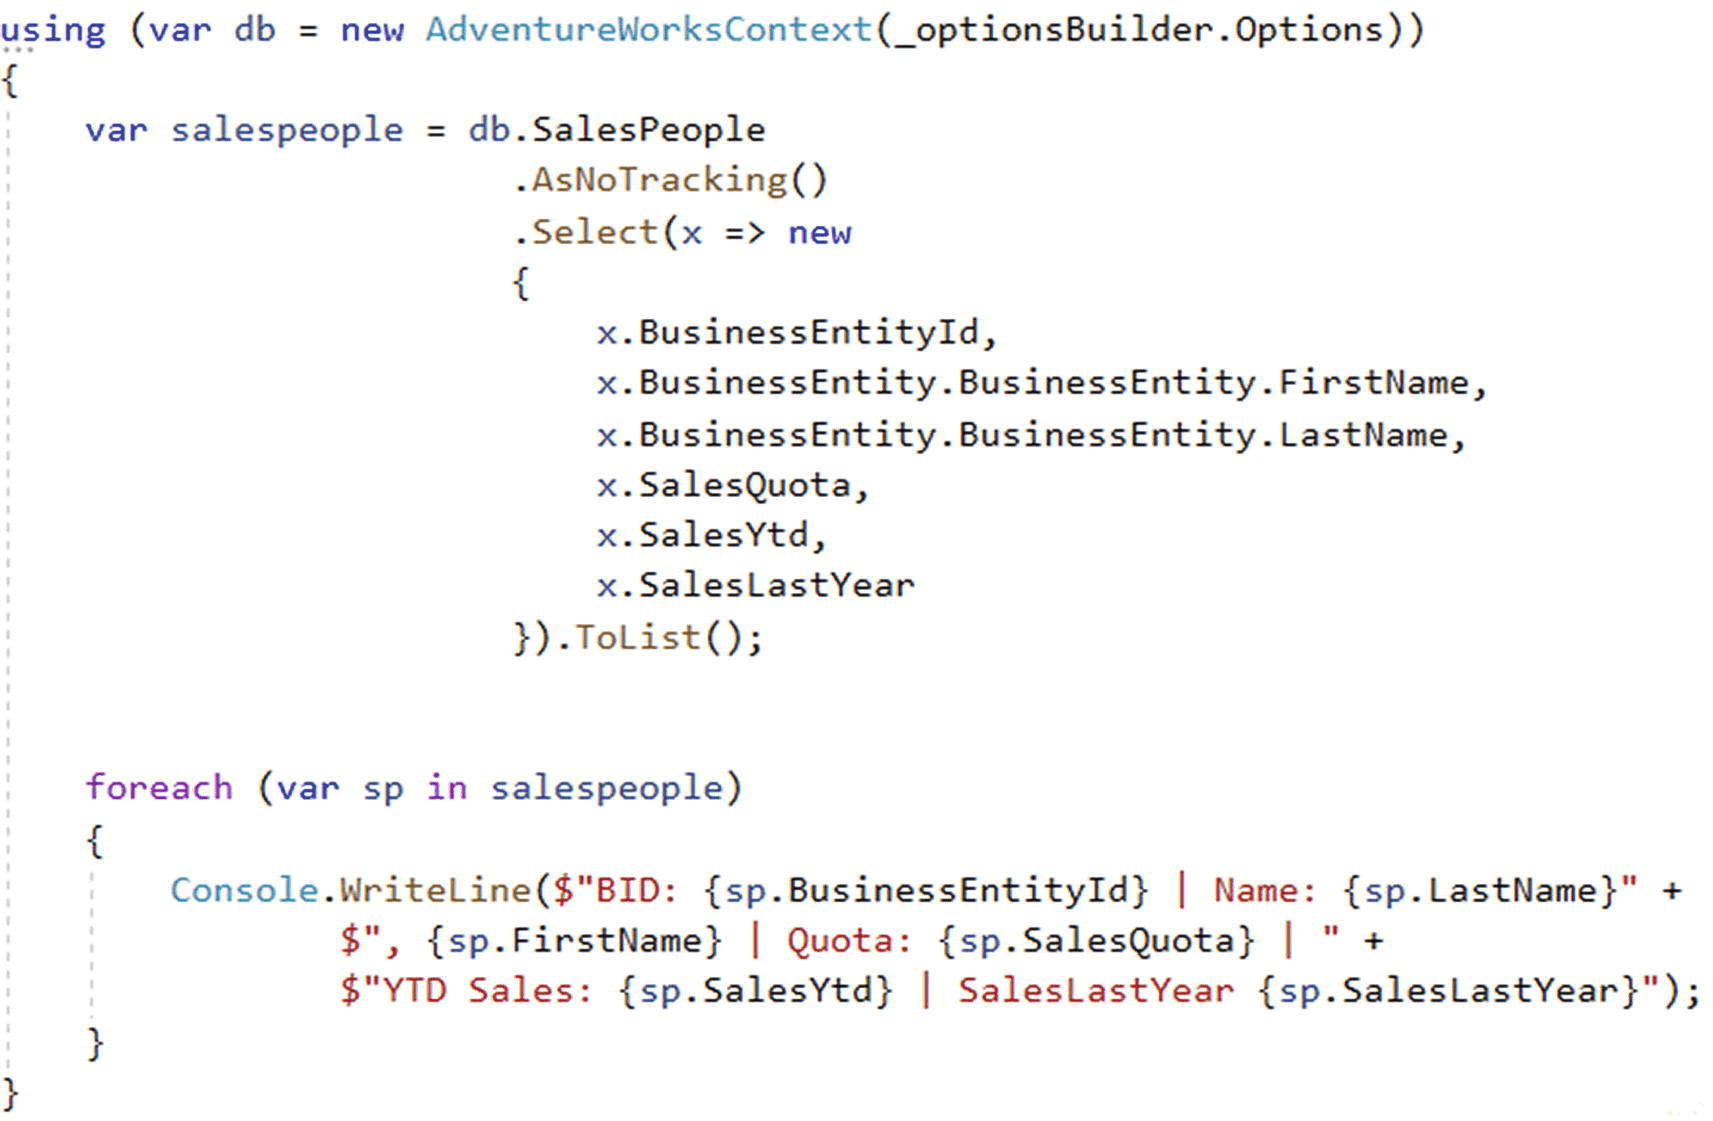 using (var db = new AdventureWorksContext(_optionsBuilder.Options))
{
    var salespeople = db.SalesPeople
                        .AsNoTracking()
                        .Select(x => new
                        {
                            x.BusinessEntityId,
                            x.BusinessEntity.BusinessEntity.FirstName,
                            x.BusinessEntity.BusinessEntity.LastName,
                            x.SalesQuota,
                            x.SalesYtd,
                            x.SalesLastYear
                        }).ToList();
    foreach (var sp in salespeople)
    {
        Console.WriteLine($"BID: {sp.BusinessEntityId} | Name: {sp.LastName}" +
                $", {sp.FirstName} | Quota: {sp.SalesQuota} | " +
                $"YTD Sales: {sp.SalesYtd} | SalesLastYear {sp.SalesLastYear}");
    }
}